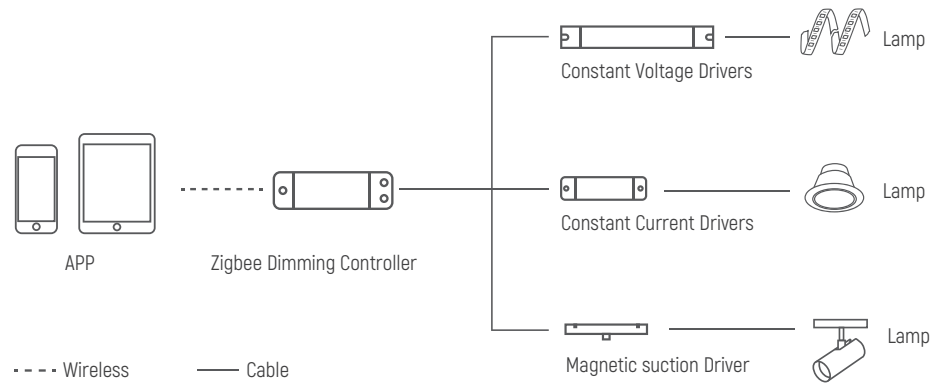 Lamp
Constant Voltage Drivers
Lamp
Constant Current Drivers
APP
Zigbee Dimming Controller
Lamp
Magnetic suction Driver
Wireless
Cable